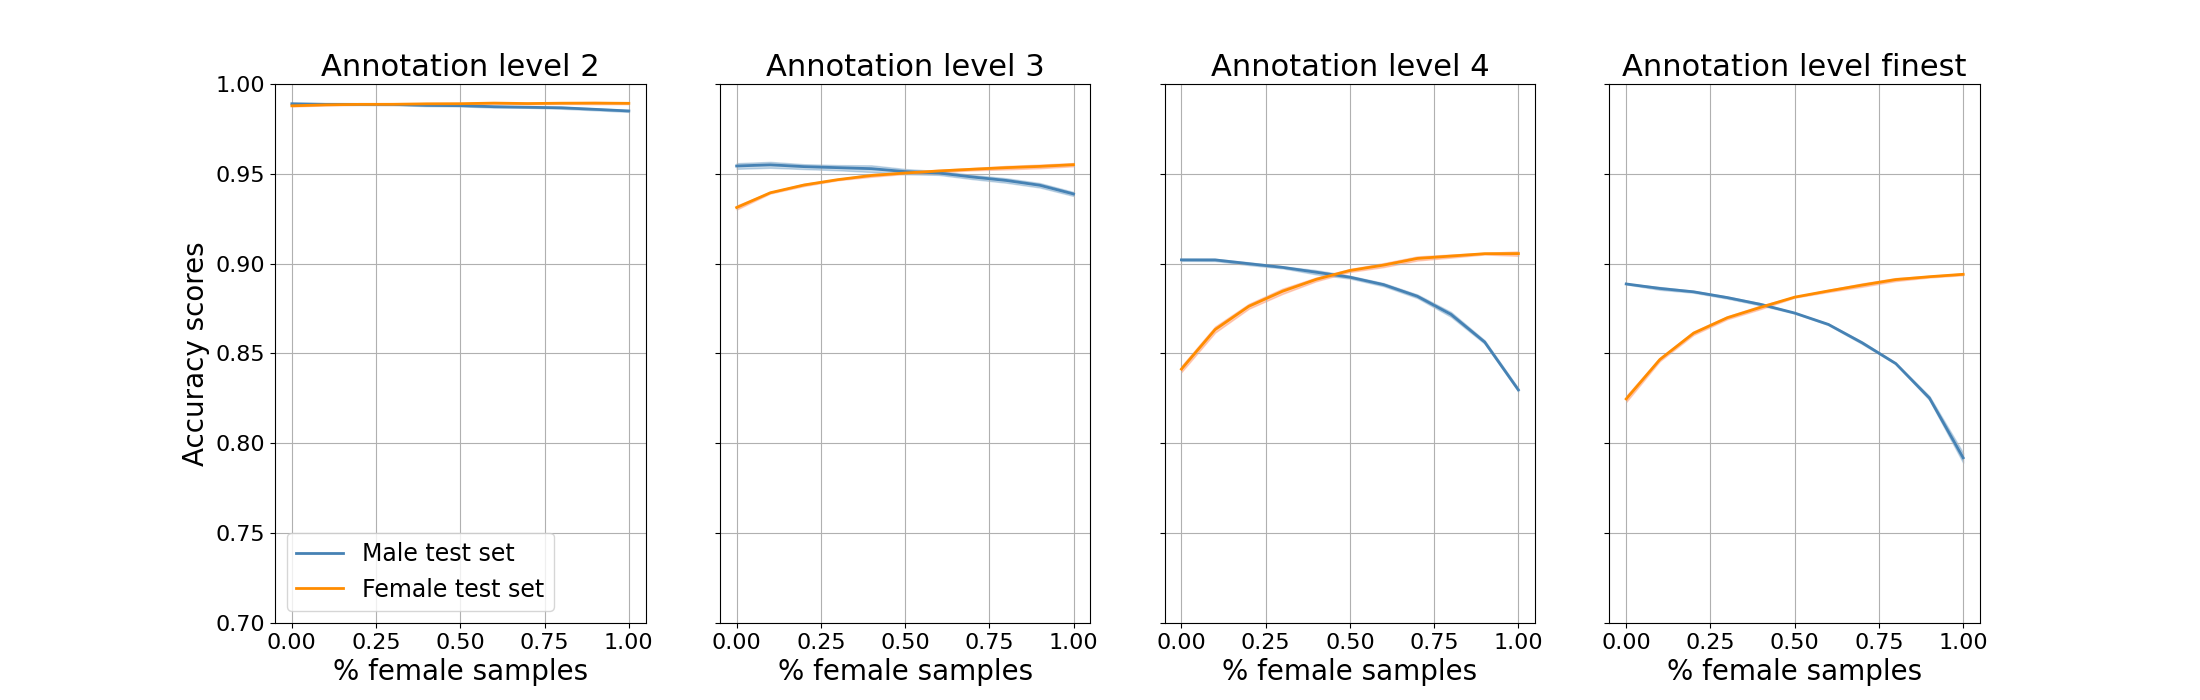 Annotation level 2
Annotation level 3
Annotation level 4
Annotation level finest
Accuracy scores
1.00
0.95
0.90
0.85
0.80
0.75
0.70
Male test set
Female test set
0.00 0.25 0.50 0.75 1.00
0.00 0.25 0.50 0.75 1.00
0.00 0.25 0.50 0.75 1.00
0.00 0.25 0.50 0.75 1.00
% female samples
% female samples
% female samples
% female samples